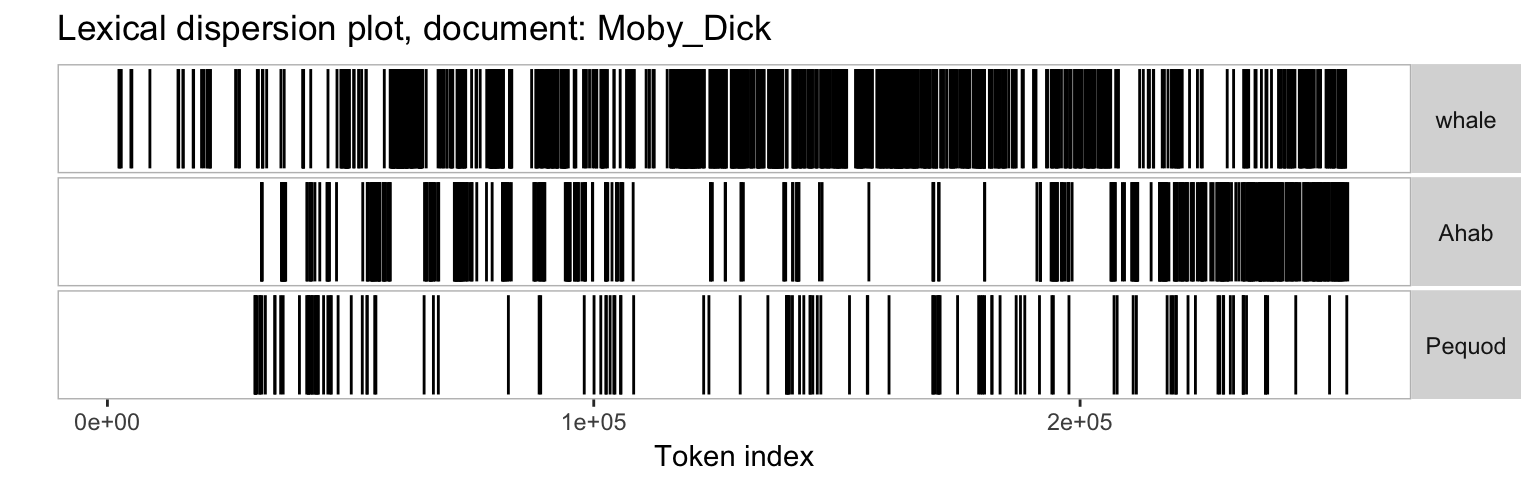 Lexical dispersion plot, document: Moby_Dick
whale
Ahab
Pequod
0e+00 1e+05 2e+05
Token index